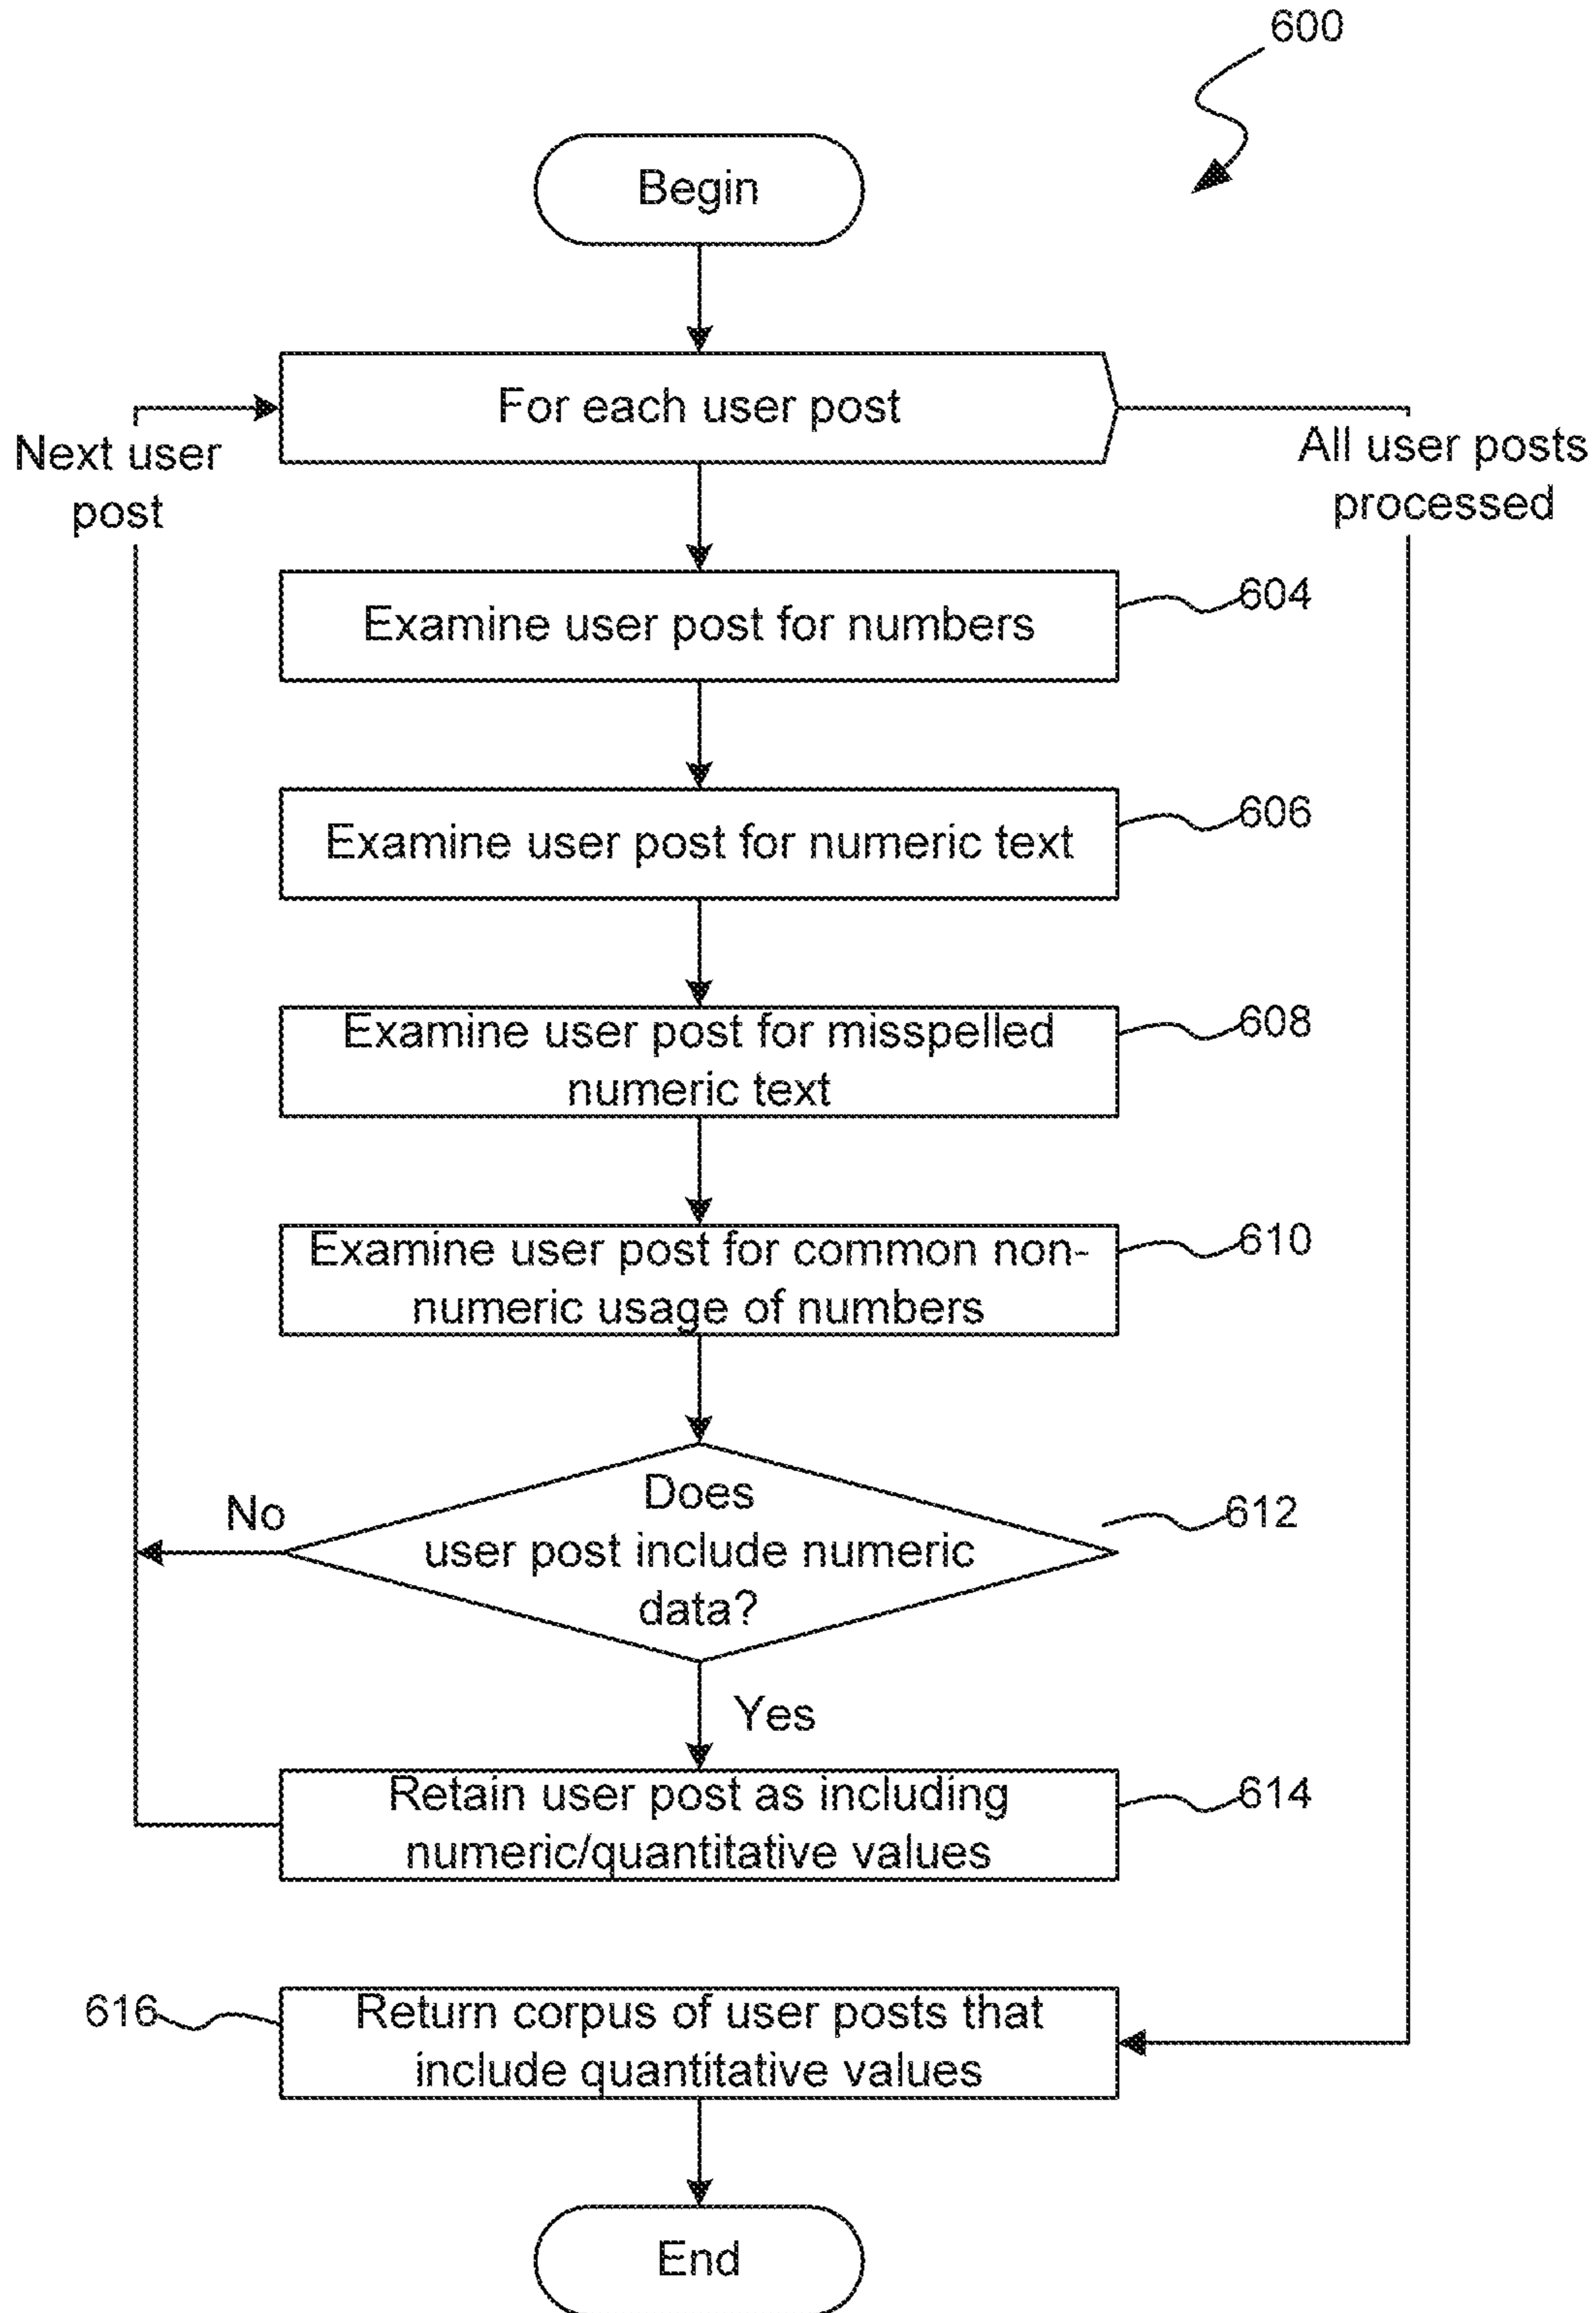 600
Begin
For each user post
Next user
post
All user posts
processed
Examine user post for numbers
604
Examine user post for numeric text
606
Examine user post for misspelled
numeric text
608
Examine user post for common non-
numeric usage of numbers
610
Does
user post include numeric
data?
612
No
Yes
Retain user post as including
numeric/quantitative values
614
616
Return corpus of user posts that
include quantitative values
End